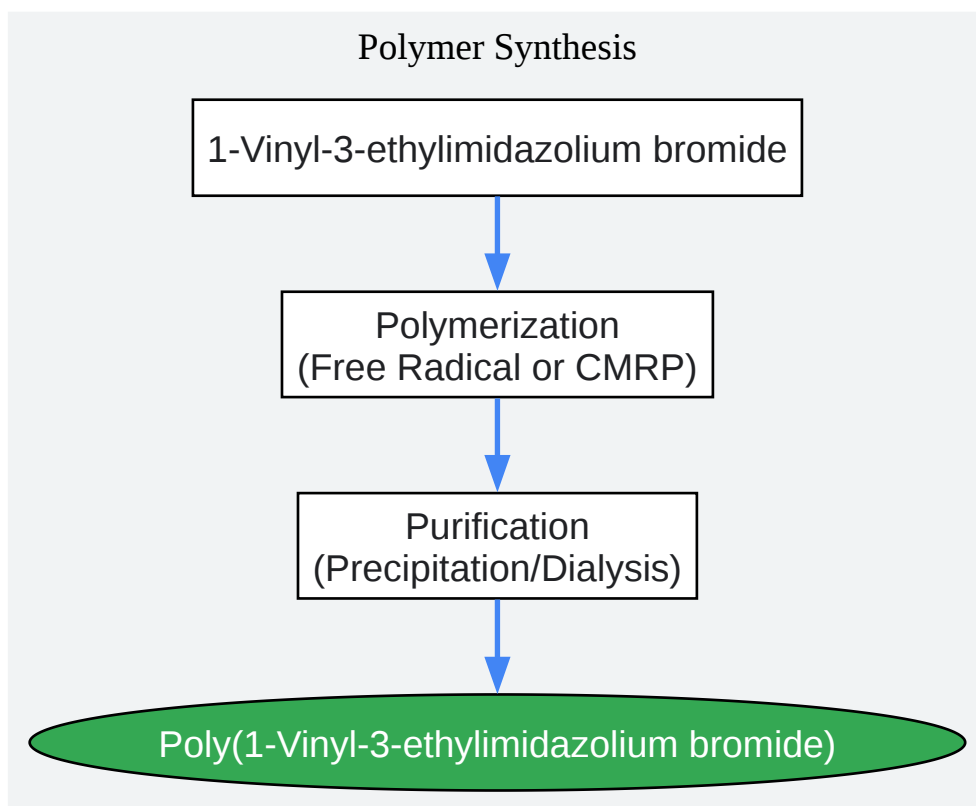 Polymer Synthesis
1-Vinyl-3-ethylimidazolium bromide
Polymerization
(Free Radical or CMRP)
Purification
(Precipitation/Dialysis)
Poly(1-Vinyl-3-ethylimidazolium bromide)